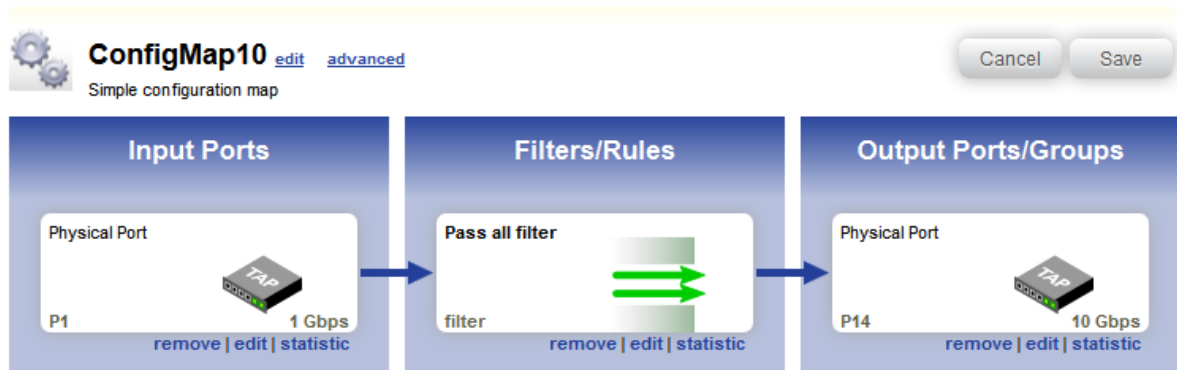 ConfigMap10 edit advanced
Simple configuration map
Cancel Save
Input Ports
Physical Port
TAP
P1 1 Gbps
remove | edit | statistic
Filters/Rules
Pass all filter
filter
remove | edit | statistic
Output Ports/Groups
Physical Port
TAP
P14 10 Gbps
remove | edit | statistic